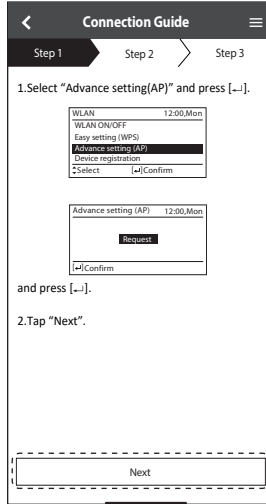 Connection Guide
Step 1
Step 2
Step 3
1.Select “Advance setting(AP)” and press [↵].
WLAN 12:00,Mon
WLAN ON/OFF
Easy setting (WPS)
Advance setting (AP)
Device registration
Select [↵]Confirm
Advance setting (AP) 12:00,Mon
Request
[↵]Confirm
and press [↵].
2.Tap “Next”.
Next